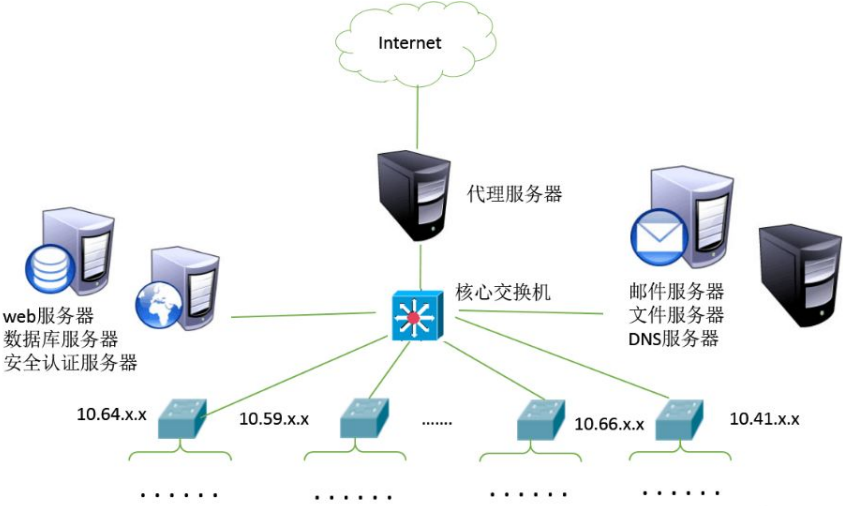 Internet
代理服务器
核心交换机
web服务器
数据库服务器
安全认证服务器
邮件服务器
文件服务器
DNS服务器
10.64.x.x
10.59.x.x
.......
10.66.x.x
10.41.x.x
. . . . . .
. . . . . .
. . . . . .
. . . . . .